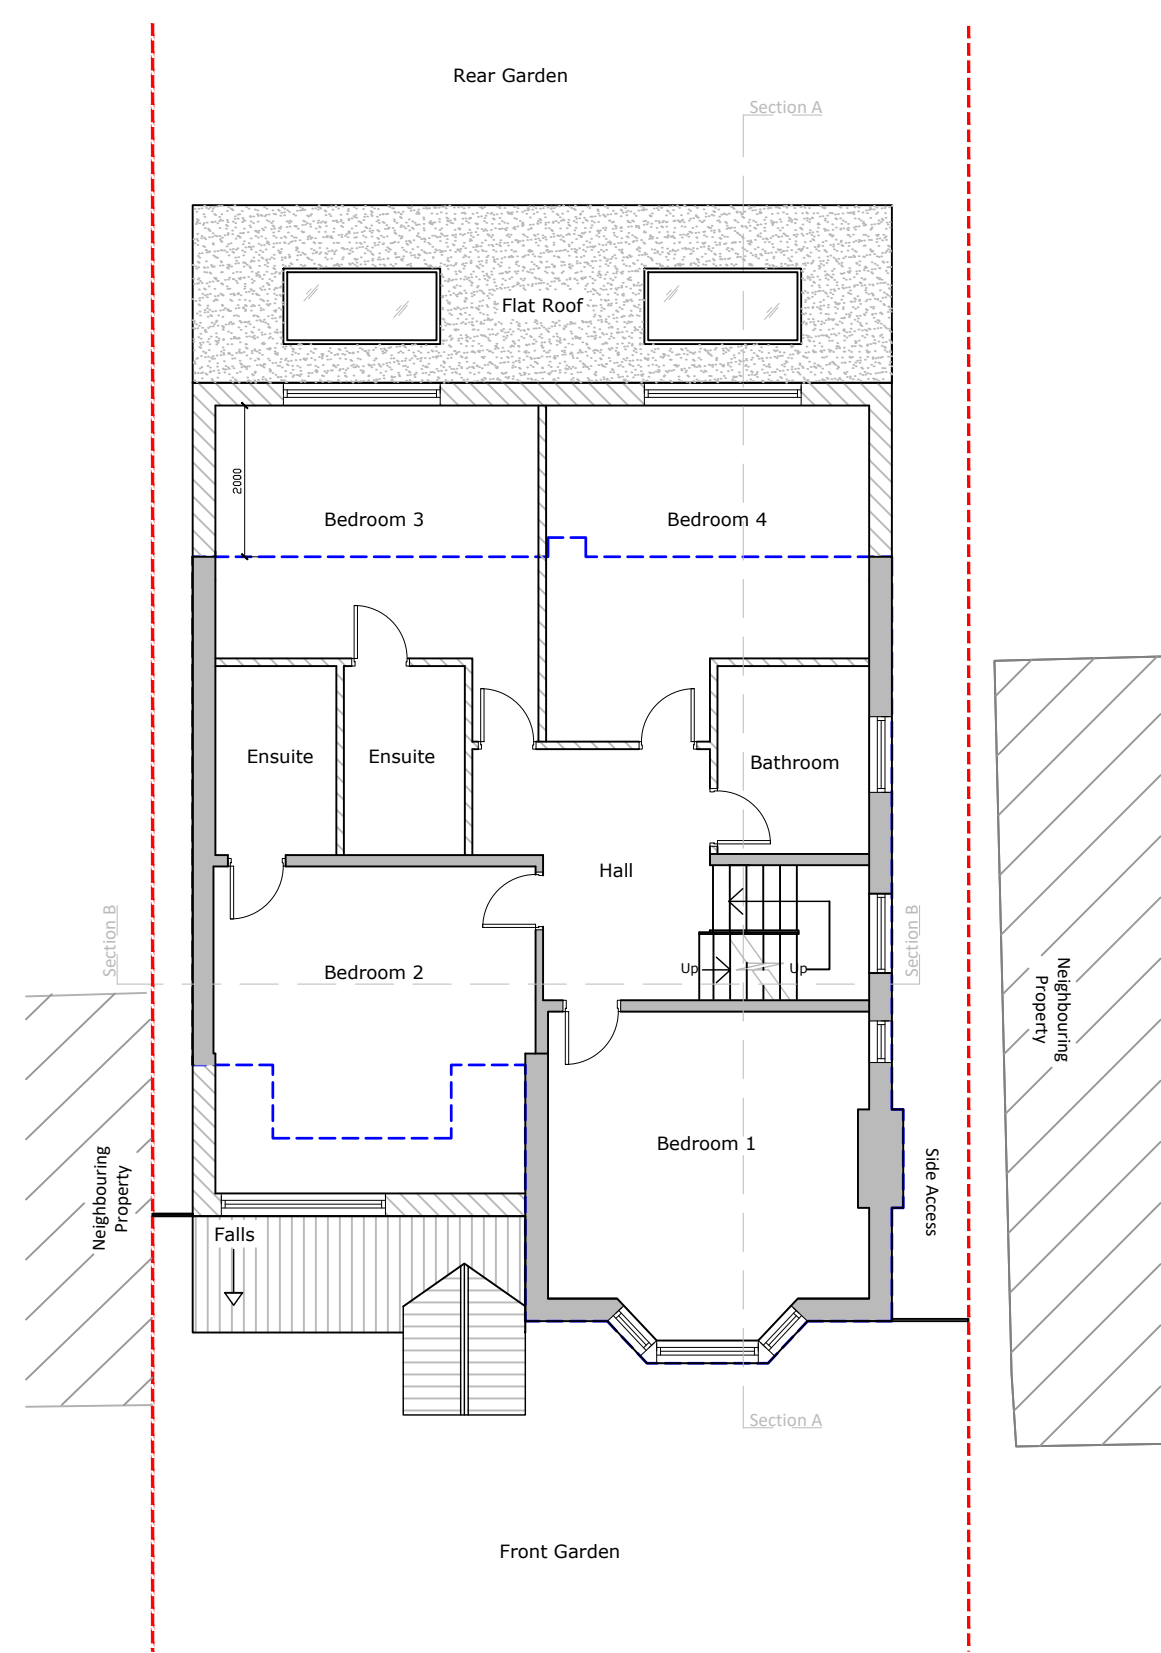 Rear Garden
Section A
Flat Roof
2000
Bedroom 3
Bedroom 4
Ensuite
Ensuite
Bathroom
Hall
Section B
Section B
Up
Up
Bedroom 2
Neighbouring
Property
Bedroom 1
Neighbouring
Property
Side Access
Falls
Section A
Front Garden